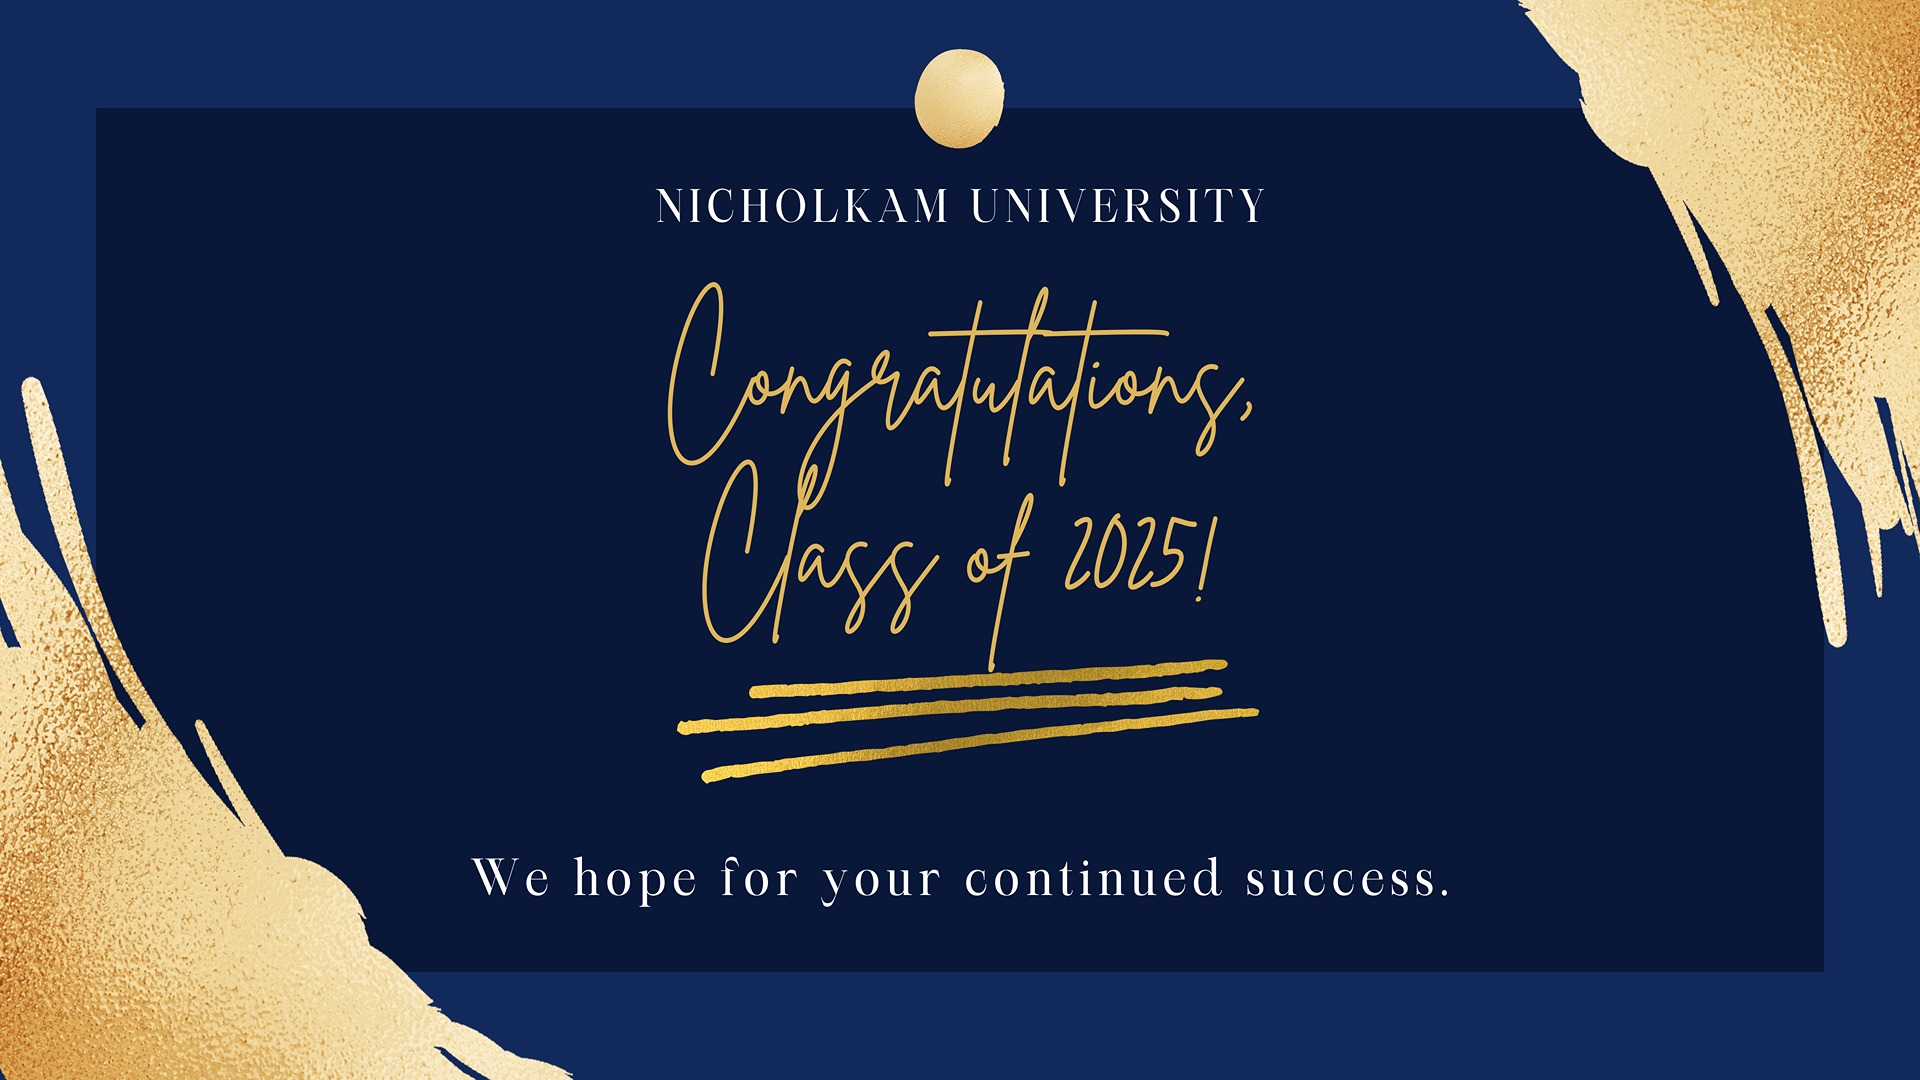 NICHOLKAM UNIVERSITY
Congratulations,
Class of 2025!
We hope for your continued success.